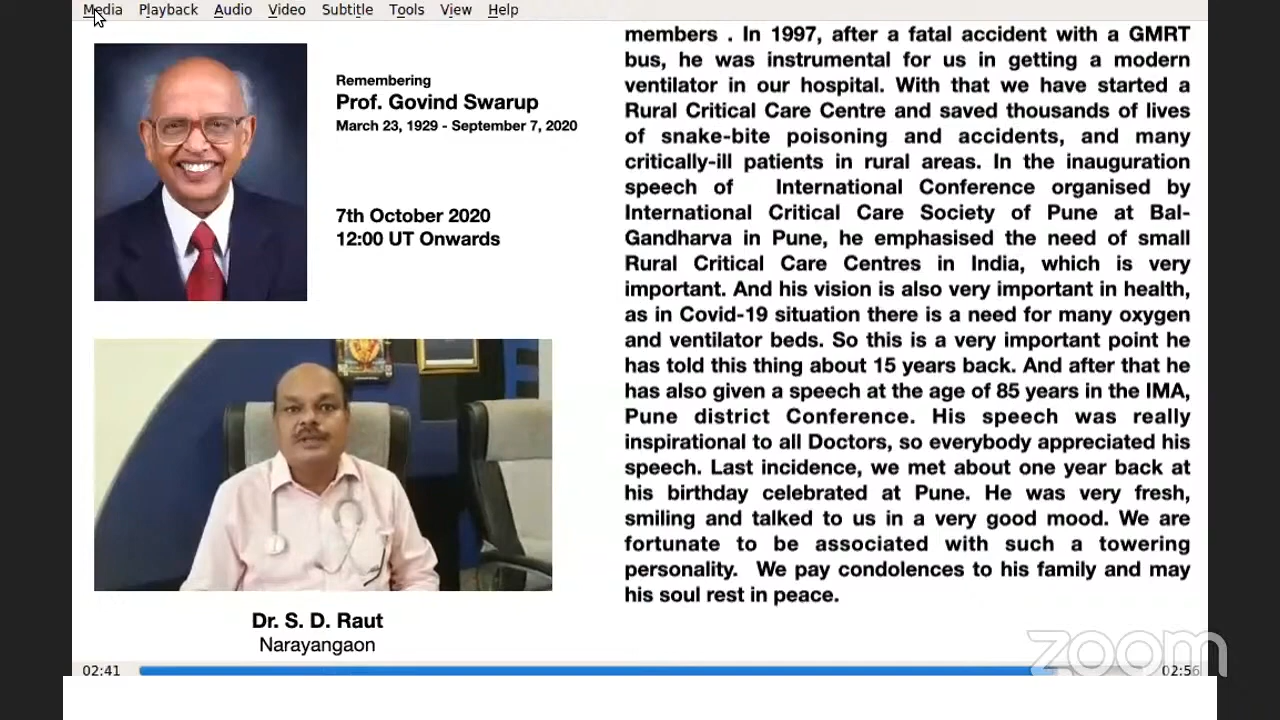 Media Playback Audio Video Subtitle Tools View Help
Remembering
Prof. Govind Swarup
March 23, 1929 - September 7, 2020
7th October 2020
12:00 UT Onwards
Dr. S. D. Raut
Narayangaon
members . In 1997, after a fatal accident with a GMRT
bus, he was instrumental for us in getting a modern
ventilator in our hospital. With that we have started a
Rural Critical Care Centre and saved thousands of lives
of snake-bite poisoning and accidents, and many
critically-ill patients in rural areas. In the inauguration
speech of International Conference organised by
International Critical Care Society of Pune at Bal-
Gandharva in Pune, he emphasised the need of small
Rural Critical Care Centres in India, which is very
important. And his vision is also very important in health,
as in Covid-19 situation there is a need for many oxygen
and ventilator beds. So this is a very important point he
has told this thing about 15 years back. And after that he
has also given a speech at the age of 85 years in the IMA,
Pune district Conference. His speech was really
inspirational to all Doctors, so everybody appreciated his
speech. Last incidence, we met about one year back at
his birthday celebrated at Pune. He was very fresh,
smiling and talked to us in a very good mood. We are
fortunate to be associated with such a towering
personality. We pay condolences to his family and may
his soul rest in peace.
zoom
02:41
02:56